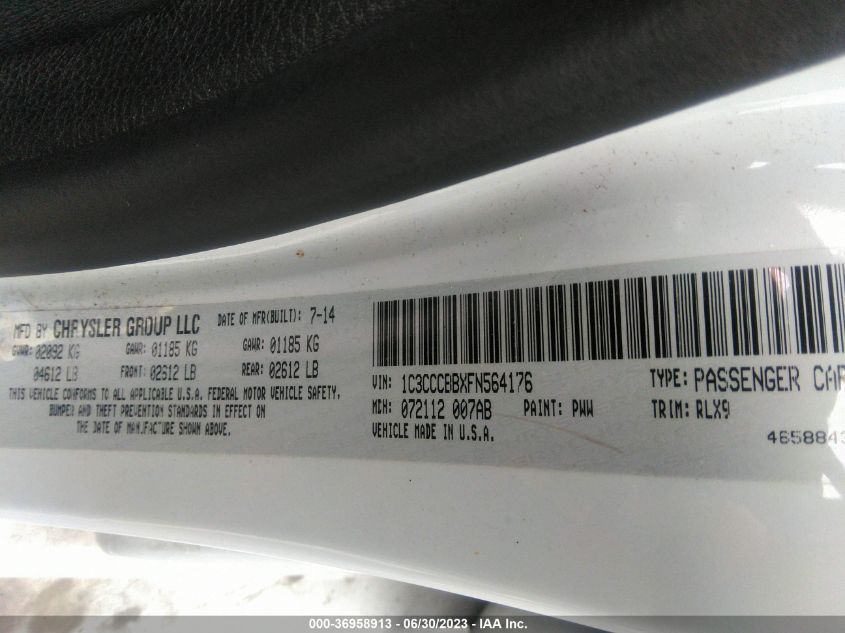 MFD BY CHRYSLER GROUP LLC DATE OF MFR(BUILT): 7-14
GVWR: 02092 KG GAWR: 01185 KG GAWR: 01185 KG
04612 LB FRONT: 02612 LB REAR: 02612 LB
THIS VEHICLE CONFORMS TO ALL APPLICABLE U.S.A. FEDERAL MOTOR VEHICLE SAFETY,
BUMPER AND THEFT PREVENTION STANDARDS IN EFFECT ON
THE DATE OF MANUFACTURE SHOWN ABOVE.
VIN: 1C3CCCBBXFN564176 TYPE: PASSENGER CAR
MDH: 072112 007AB PAINT: PWW TRIM: RLX9
VEHICLE MADE IN U.S.A.
4658843
000-36958913 - 06/30/2023 - IAA Inc.